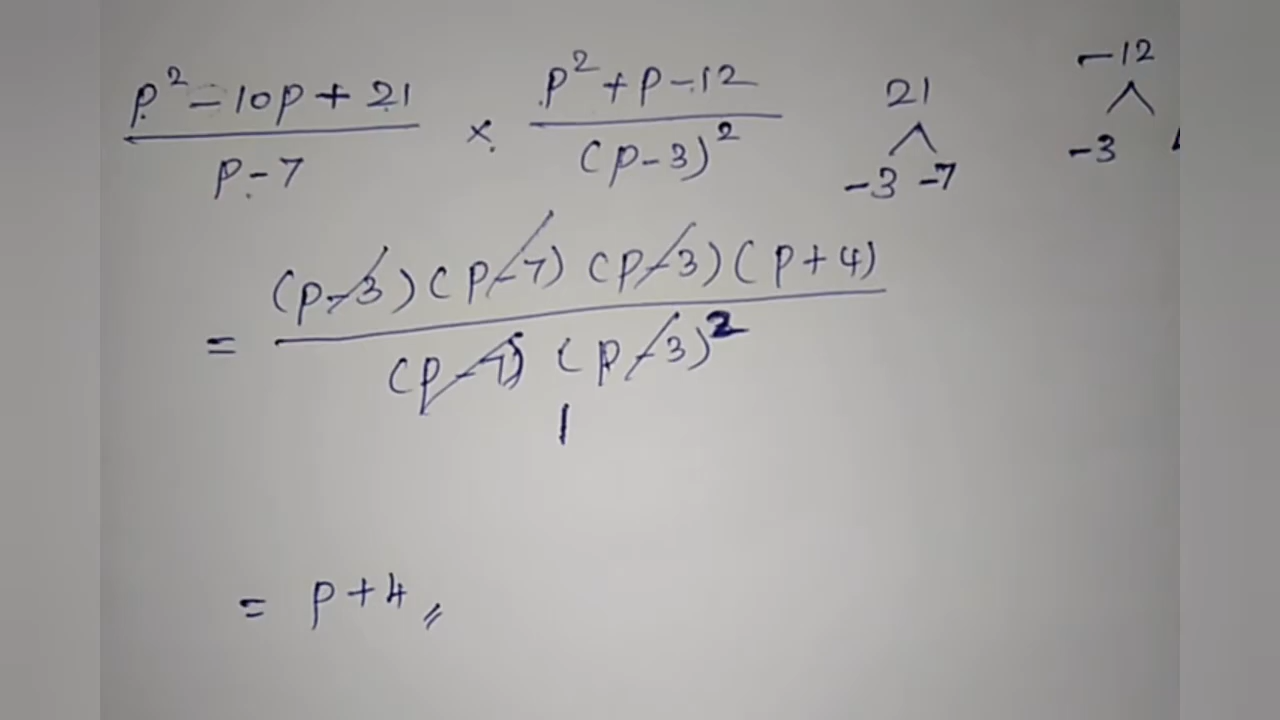 p² - 10p + 21 / p - 7 × p² + p - 12 / (p - 3)²
21
-3 -7
-12
-3
= (p - 3)(p - 7)(p - 3)(p + 4) / (p - 7)(p - 3)²
1
= p + 4 //